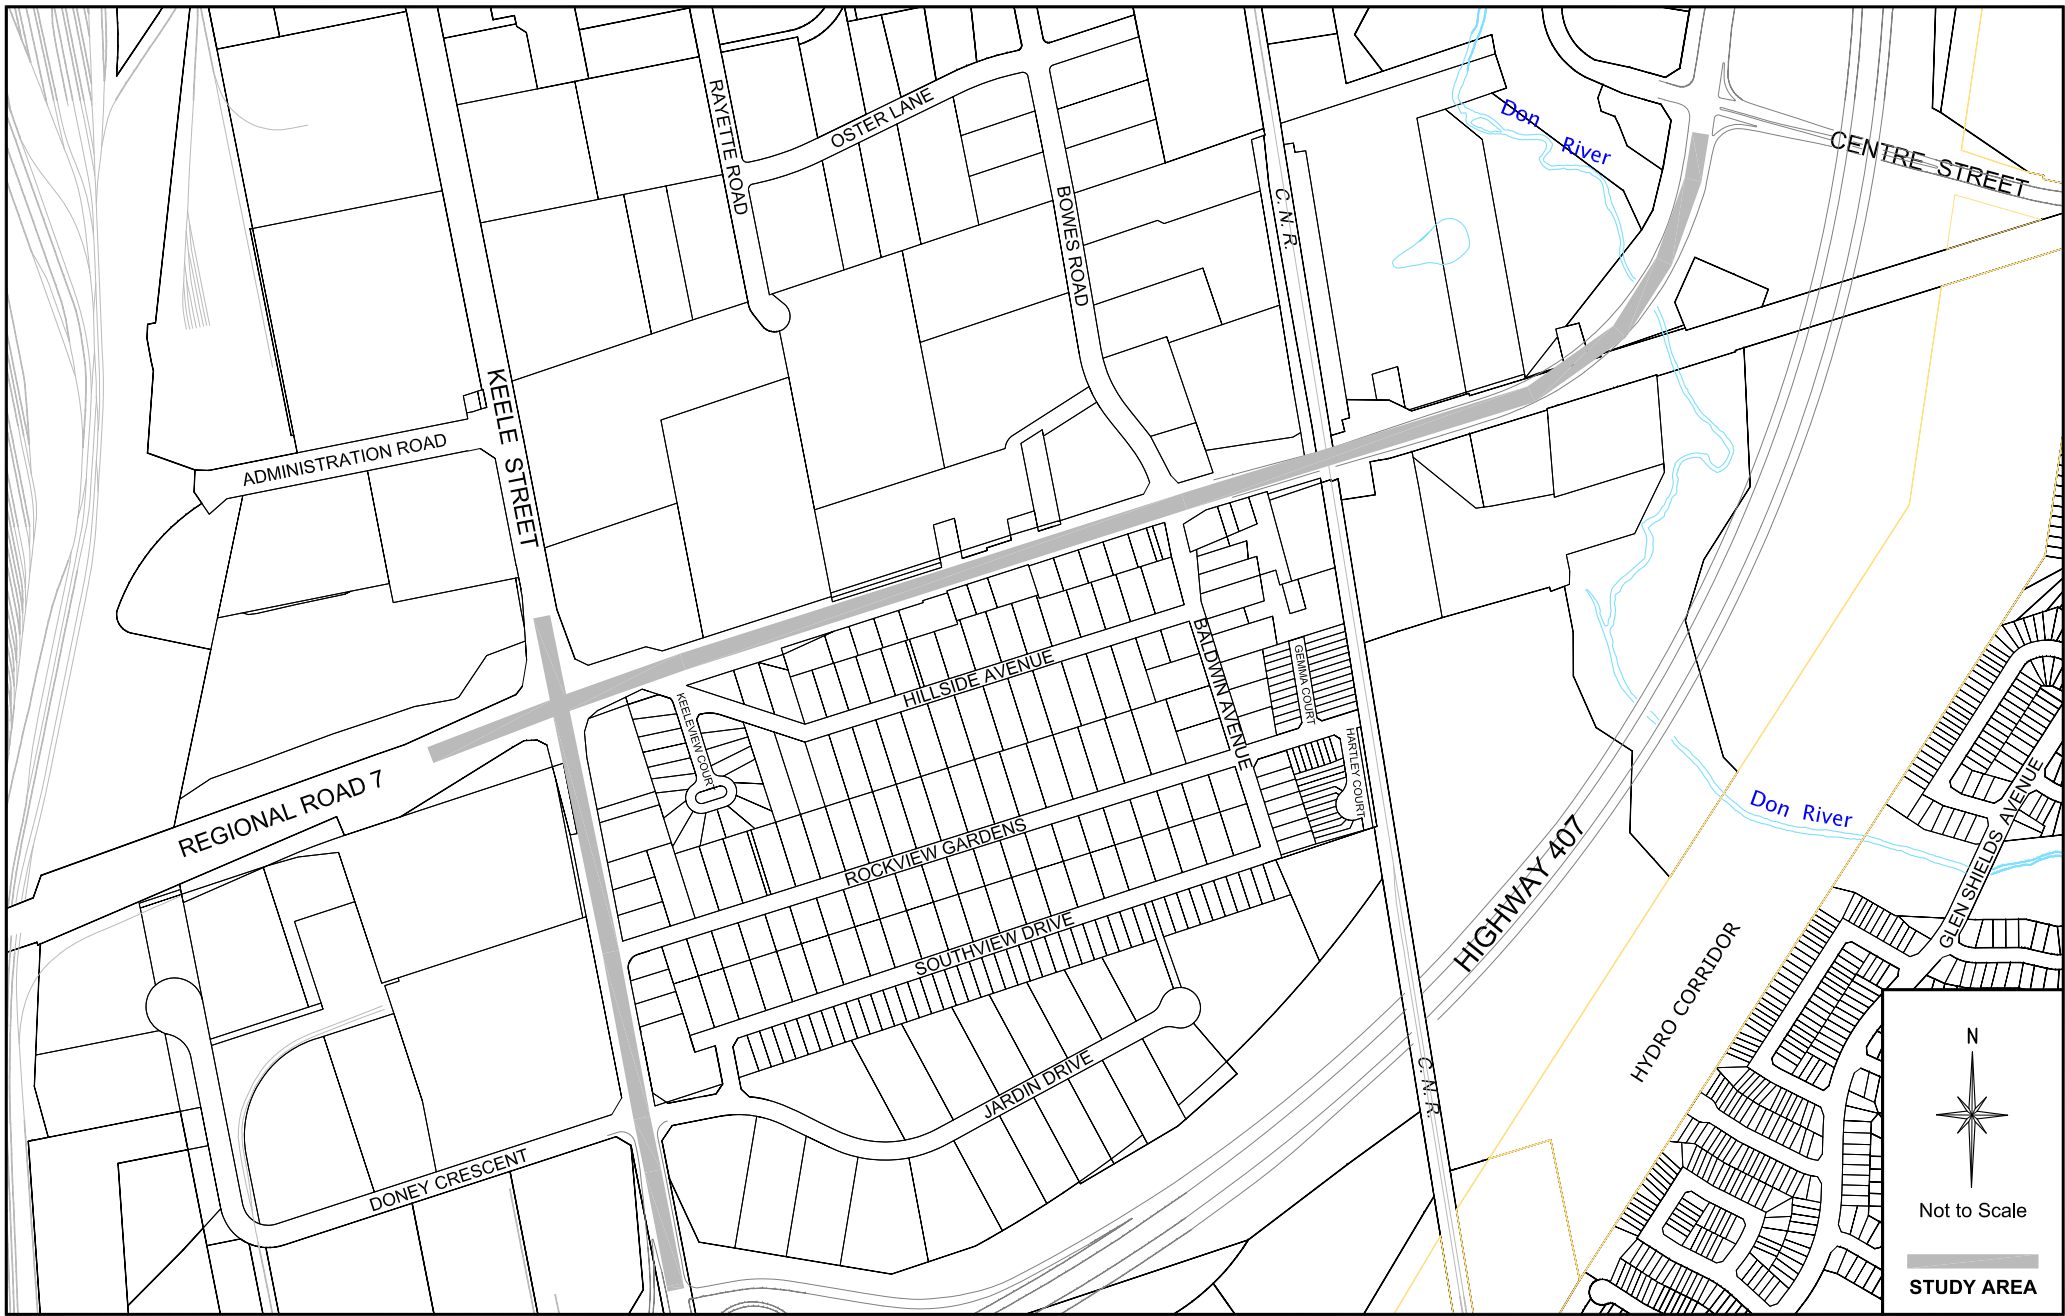 RAYETTE ROAD
OSTER LANE
Don
River
CENTRE STREET
BOWES ROAD
C. N. R.
KEELE STREET
ADMINISTRATION ROAD
BALDWIN AVENUE
GEMMA COURT
HILLSIDE AVENUE
KEELEVIEW COURT
HARTLEY COURT
REGIONAL ROAD 7
Don River
GLEN SHIELDS AVENUE
ROCKVIEW GARDENS
HIGHWAY 407
SOUTHVIEW DRIVE
HYDRO CORRIDOR
JARDIN DRIVE
C. N. R.
DONEY CRESCENT
N
Not to Scale
STUDY AREA